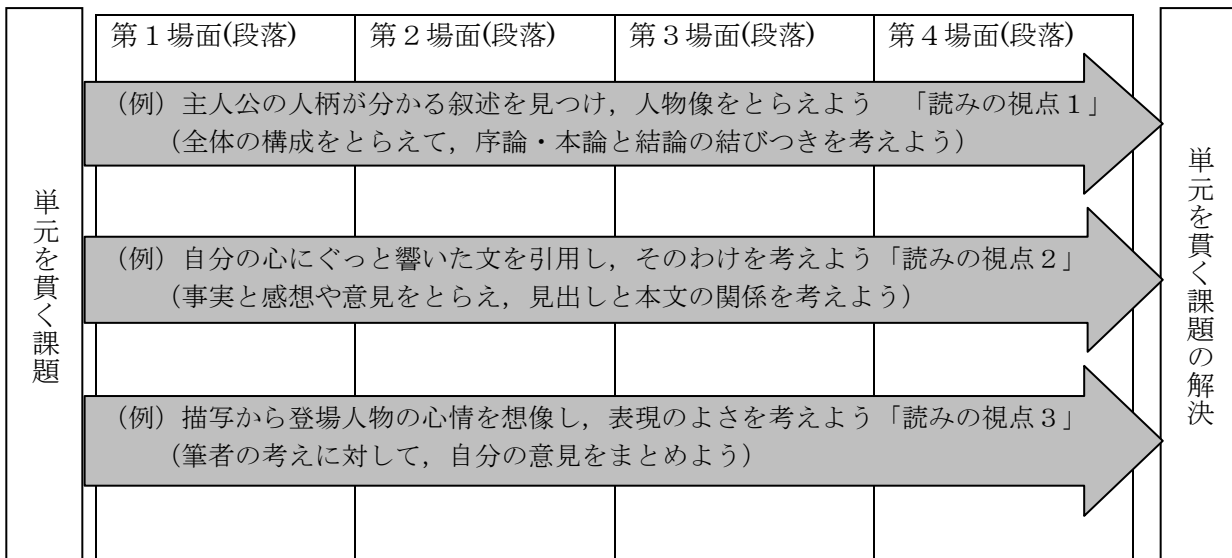 単元を貫く課題
第1場面(段落)
第2場面(段落)
第3場面(段落)
第4場面(段落)
(例)主人公の人柄が分かる叙述を見つけ,人物像をとらえよう 「読みの視点1」
(全体の構成をとらえて,序論・本論と結論の結びつきを考えよう)
(例)自分の心にぐっと響いた文を引用し,そのわけを考えよう「読みの視点2」
(事実と感想や意見をとらえ,見出しと本文の関係を考えよう)
(例)描写から登場人物の心情を想像し,表現のよさを考えよう「読みの視点3」
(筆者の考えに対して,自分の意見をまとめよう)
単元を貫く課題の解決